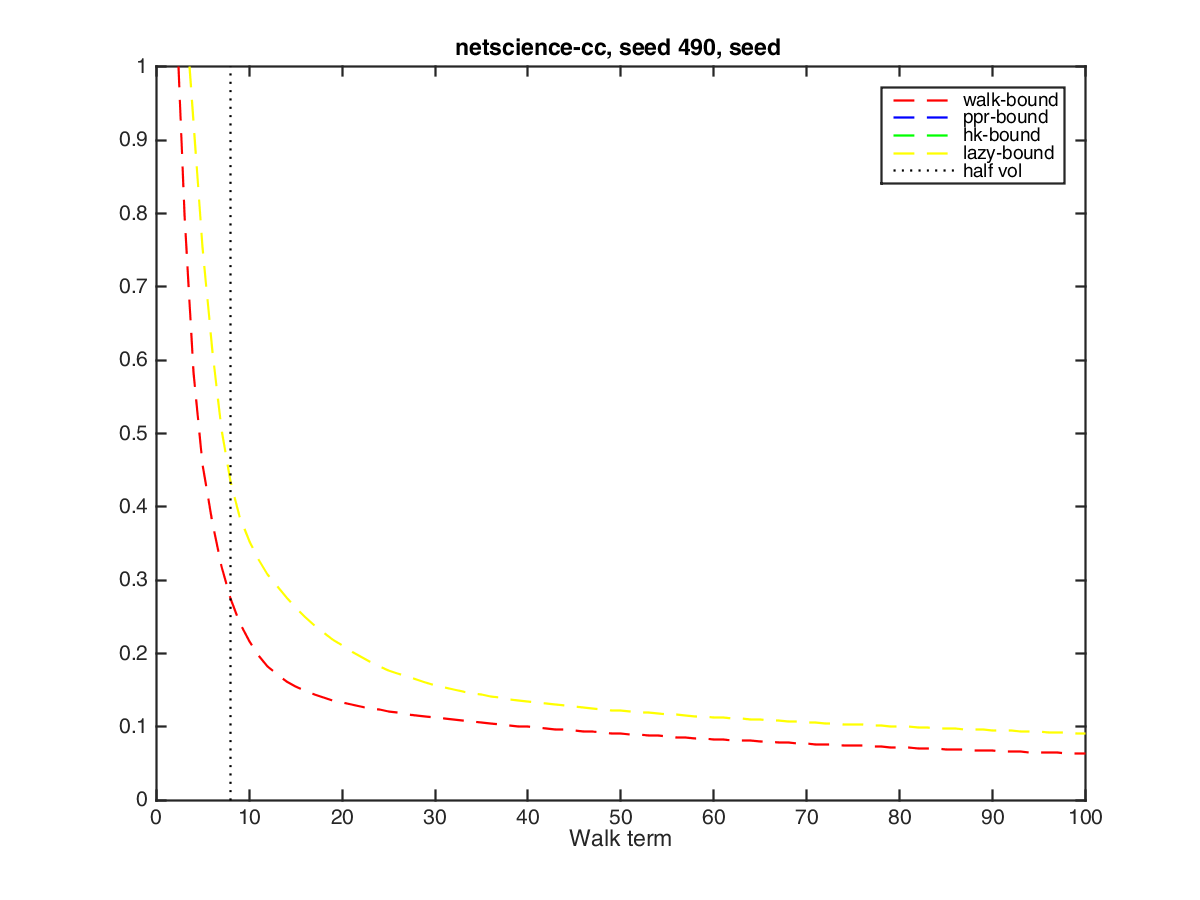 netscience-cc, seed 490, seed
1
0.9
0.8
0.7
0.6
0.5
0.4
0.3
0.2
0.1
0
walk-bound
ppr-bound
hk-bound
lazy-bound
half vol
0 10 20 30 40 50 60 70 80 90 100
Walk term